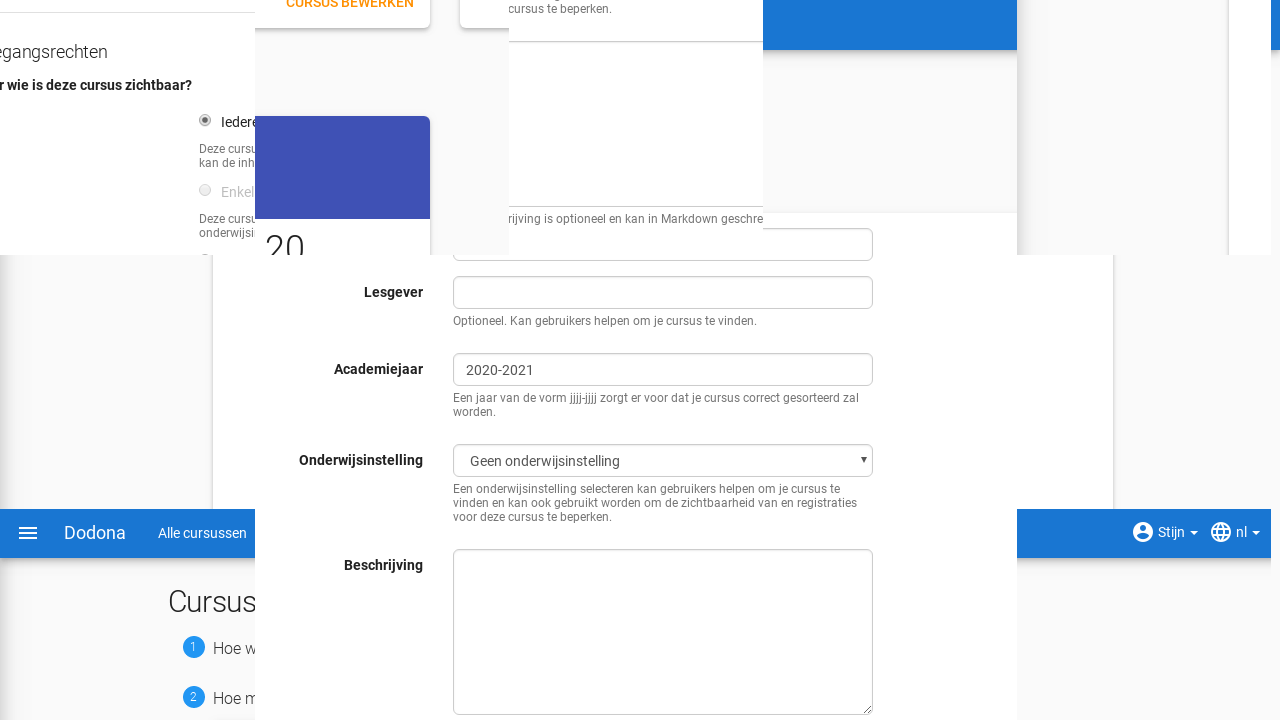 CURSUS BEWERKEN
cursus te beperken.
egangsrechten
r wie is deze cursus zichtbaar?
Iedere
Deze cursu
kan de inh
Enkel
Deze cursu
onderwijsi
rijving is optioneel en kan in Markdown geschre
20
Lesgever
Optioneel. Kan gebruikers helpen om je cursus te vinden.
Academiejaar
2020-2021
Een jaar van de vorm jjjj-jjjj zorgt er voor dat je cursus correct gesorteerd zal
worden.
Onderwijsinstelling
Geen onderwijsinstelling
Een onderwijsinstelling selecteren kan gebruikers helpen om je cursus te
vinden en kan ook gebruikt worden om de zichtbaarheid van en registraties
voor deze cursus te beperken.
Dodona
Alle cursussen
Stijn
nl
Beschrijving
Cursus
1
Hoe w
2
Hoe m